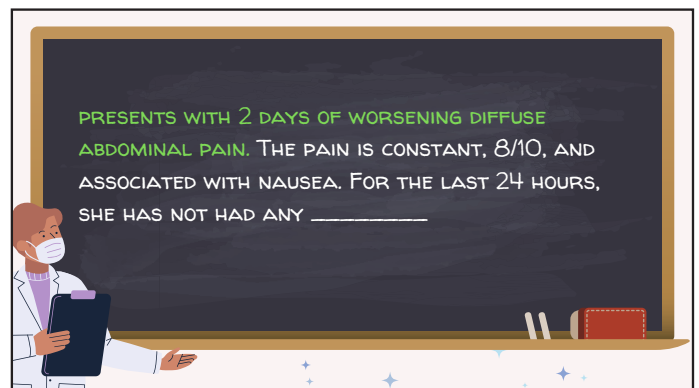 PRESENTS WITH 2 DAYS OF WORSENING DIFFUSE
ABDOMINAL PAIN. THE PAIN IS CONSTANT, 8/10, AND
ASSOCIATED WITH NAUSEA. FOR THE LAST 24 HOURS,
SHE HAS NOT HAD ANY ________